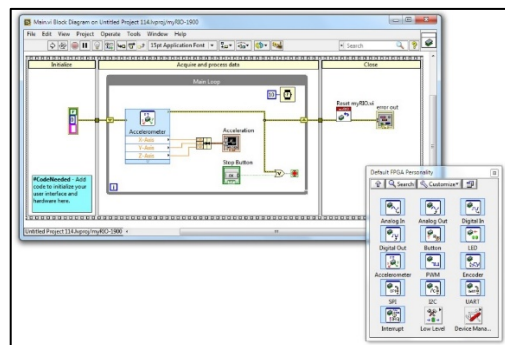 Main.vi Block Diagram on Untitled Project 114.lvproj/myRIO-1900
File Edit View Project Operate Tools Window Help
15pt Application Font
Search
Initialize
Acquire and process data
Close
Main Loop
10
Accelerometer
X-Axis
Y-Axis
Z-Axis
Acceleration
Stop Button
Reset myRIO.vi
error out
#CodeNeeded - Add
code to initialize your
user interface and
hardware here.
i
Untitled Project 114.lvproj/myRIO-1900
Default FPGA Personality
Search
Customize
Analog In
Analog Out
Digital In
Digital Out
Button
LED
Accelerometer
PWM
Encoder
SPI
I2C
UART
Interrupt
Low Level
Device Mana...